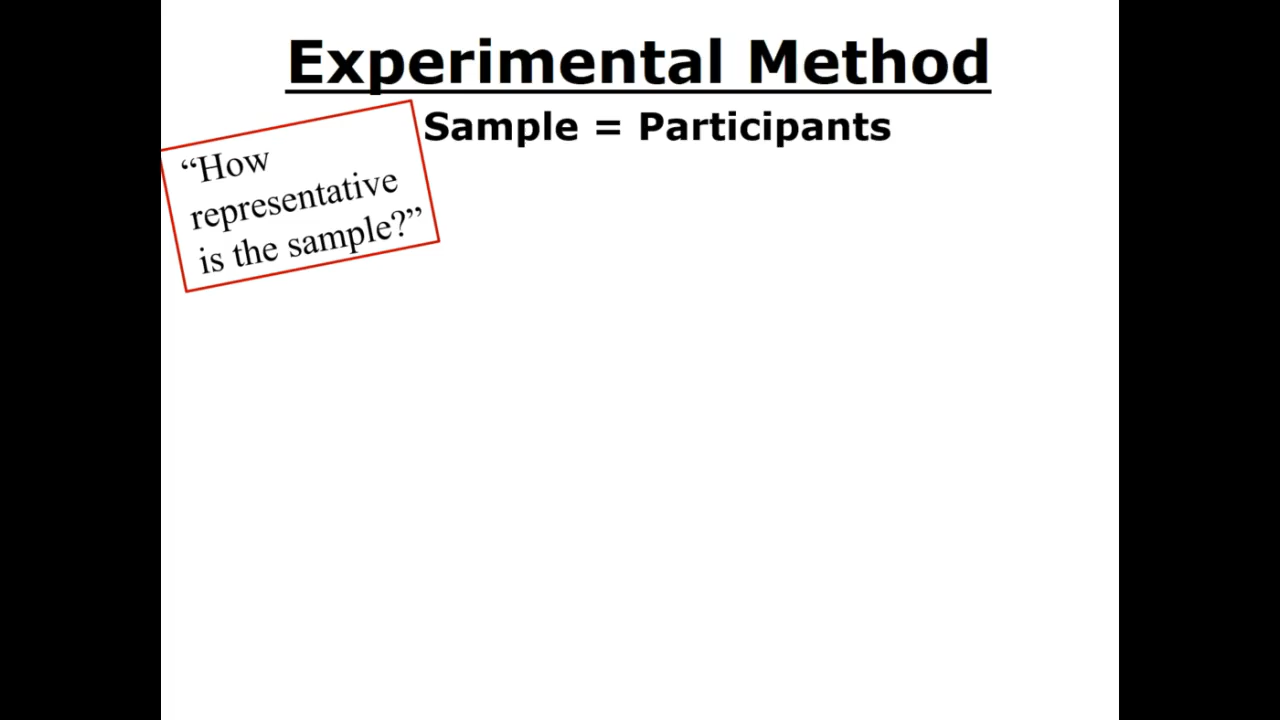 Experimental Method
Sample = Participants
“How
representative
is the sample?”